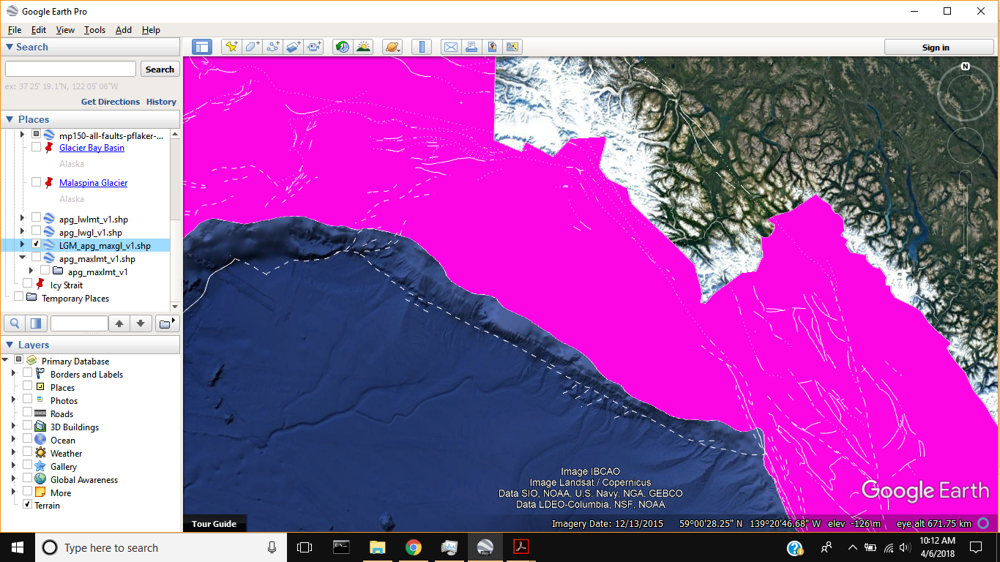 Google Earth Pro
File Edit View Tools Add Help
Search
Search
ex: 37 25' 19.1"N, 122 05' 06"W
Get Directions History
Places
mp150-all-faults-pflaker-...
Glacier Bay Basin
Alaska
Malaspina Glacier
Alaska
apg_lwlmt_v1.shp
apg_lwgl_v1.shp
LGM_apg_maxgl_v1.shp
apg_maxlmt_v1.shp
apg_maxlmt_v1
Icy Strait
Temporary Places
Layers
Primary Database
Borders and Labels
Places
Photos
Roads
3D Buildings
Ocean
Weather
Gallery
Global Awareness
More
Terrain
Sign in
N
Image IBCAO
Image Landsat / Copernicus
Data SIO, NOAA, U.S. Navy, NGA, GEBCO
Data LDEO-Columbia, NSF, NOAA
Google Earth
Tour Guide
Imagery Date: 12/13/2015 59°00'28.25" N 139°20'46.68" W elev -126 m eye alt 671.75 km
Type here to search
Pro
10:12 AM
4/6/2018